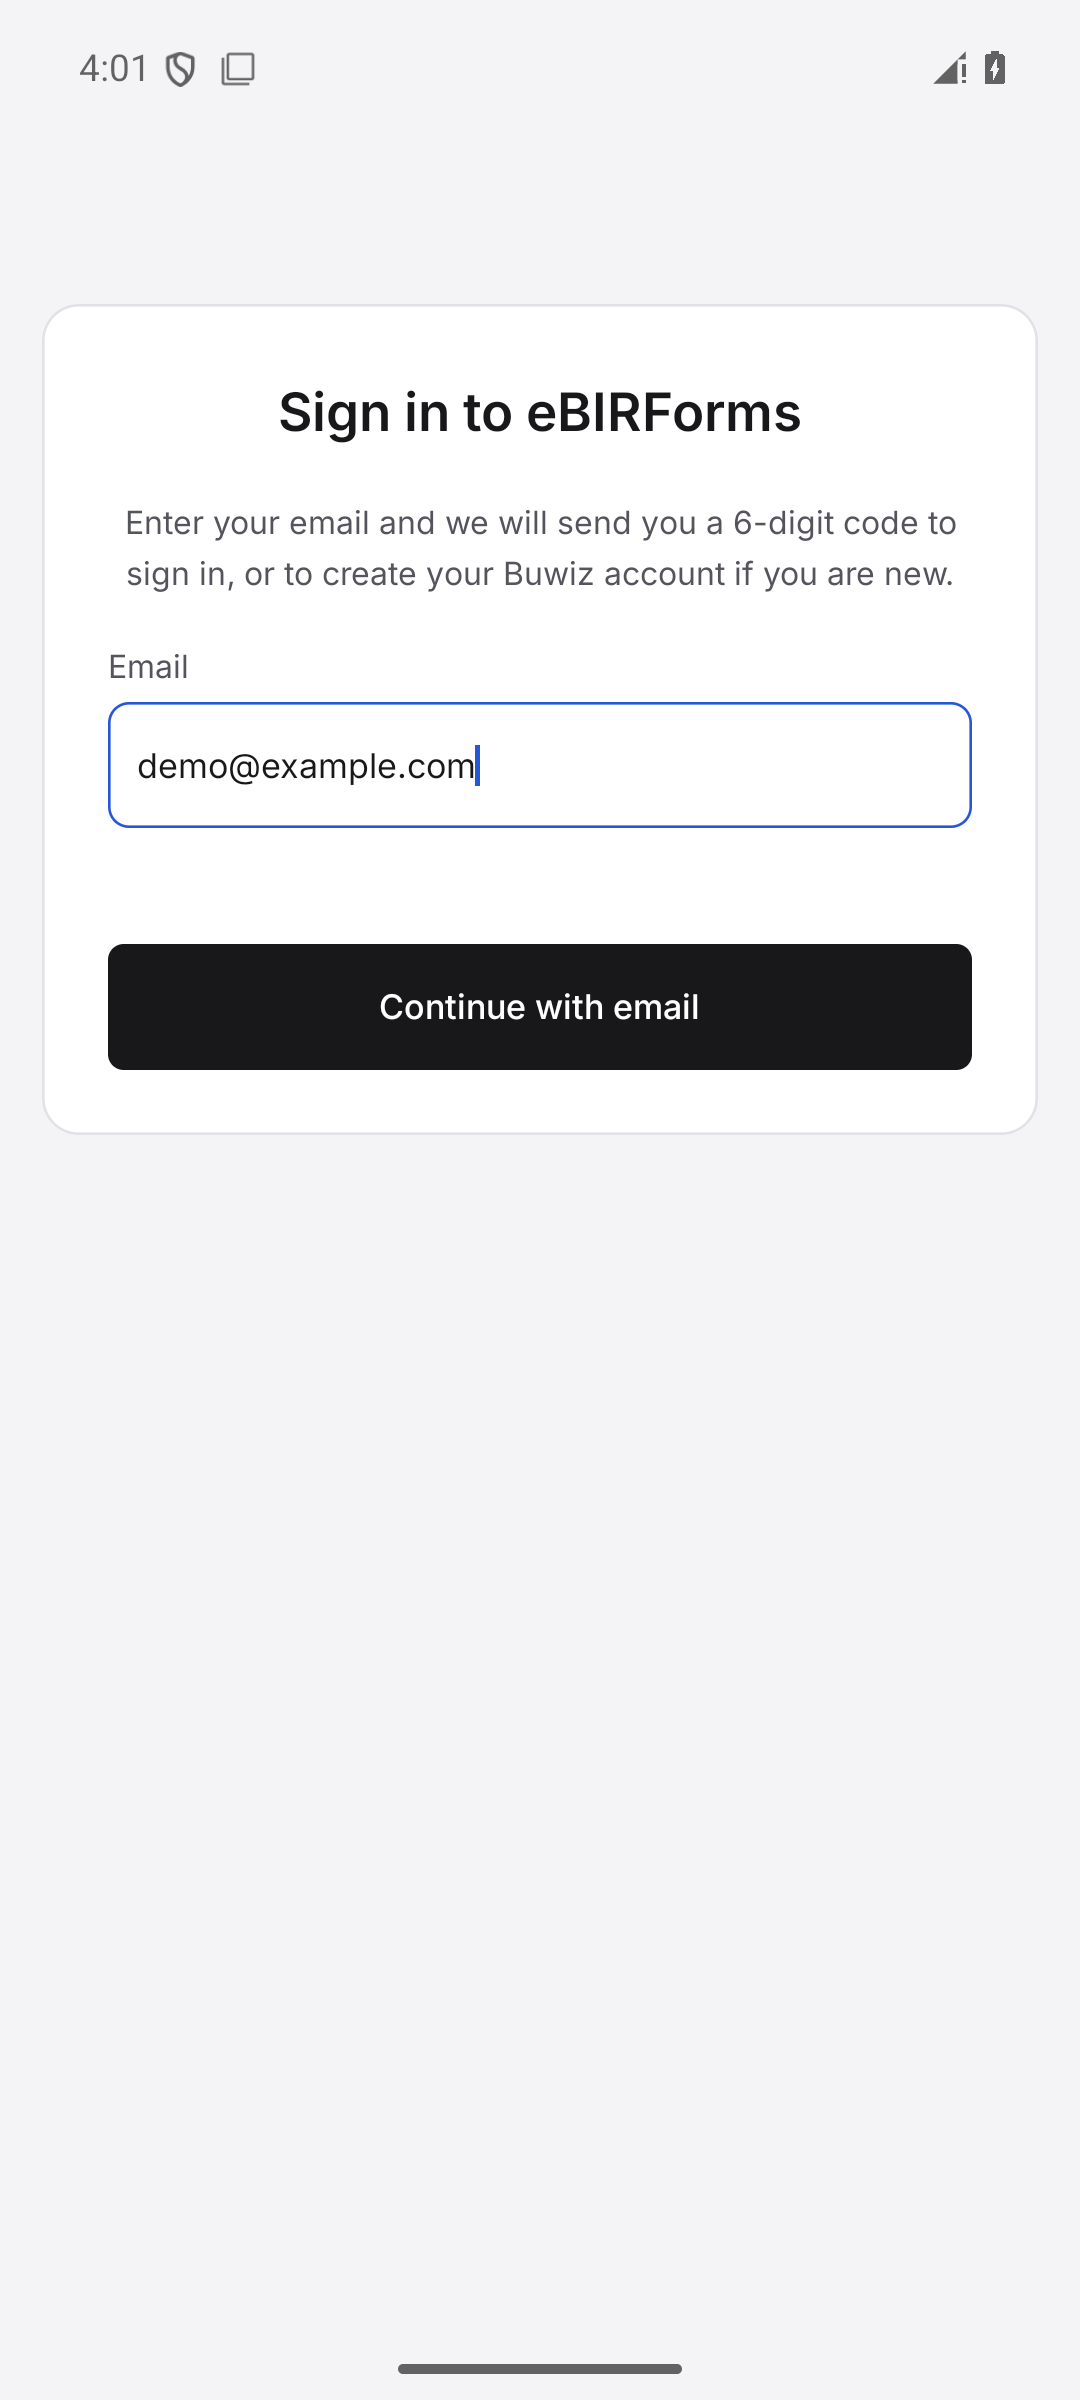 4:01
Sign in to eBIRForms
Enter your email and we will send you a 6-digit code to
sign in, or to create your Buwiz account if you are new.
Email
demo@example.com
Continue with email